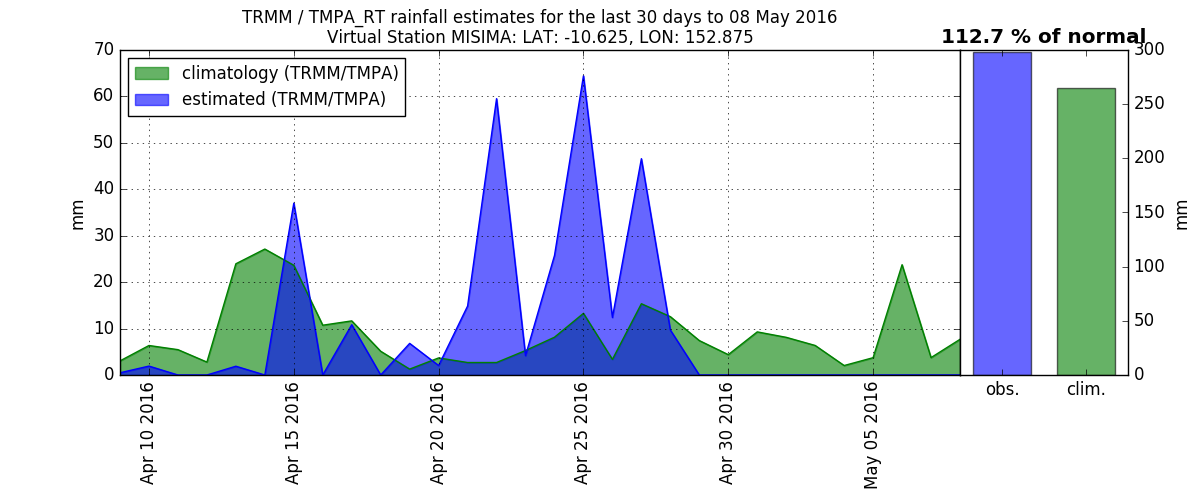 TRMM / TMPA_RT rainfall estimates for the last 30 days to 08 May 2016
Virtual Station MISIMA: LAT: -10.625, LON: 152.875
112.7 % of normal
climatology (TRMM/TMPA)
estimated (TRMM/TMPA)
70
60
50
40
30
20
10
0
mm
Apr 10 2016
Apr 15 2016
Apr 20 2016
Apr 25 2016
Apr 30 2016
May 05 2016
300
250
200
150
100
50
0
mm
obs.
clim.